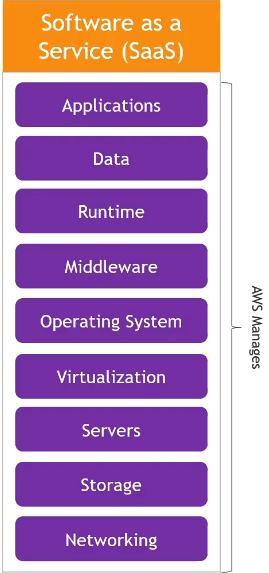 Software as a
Service (SaaS)
Applications
Data
Runtime
Middleware
Operating System
Virtualization
Servers
Storage
Networking
AWS Manages